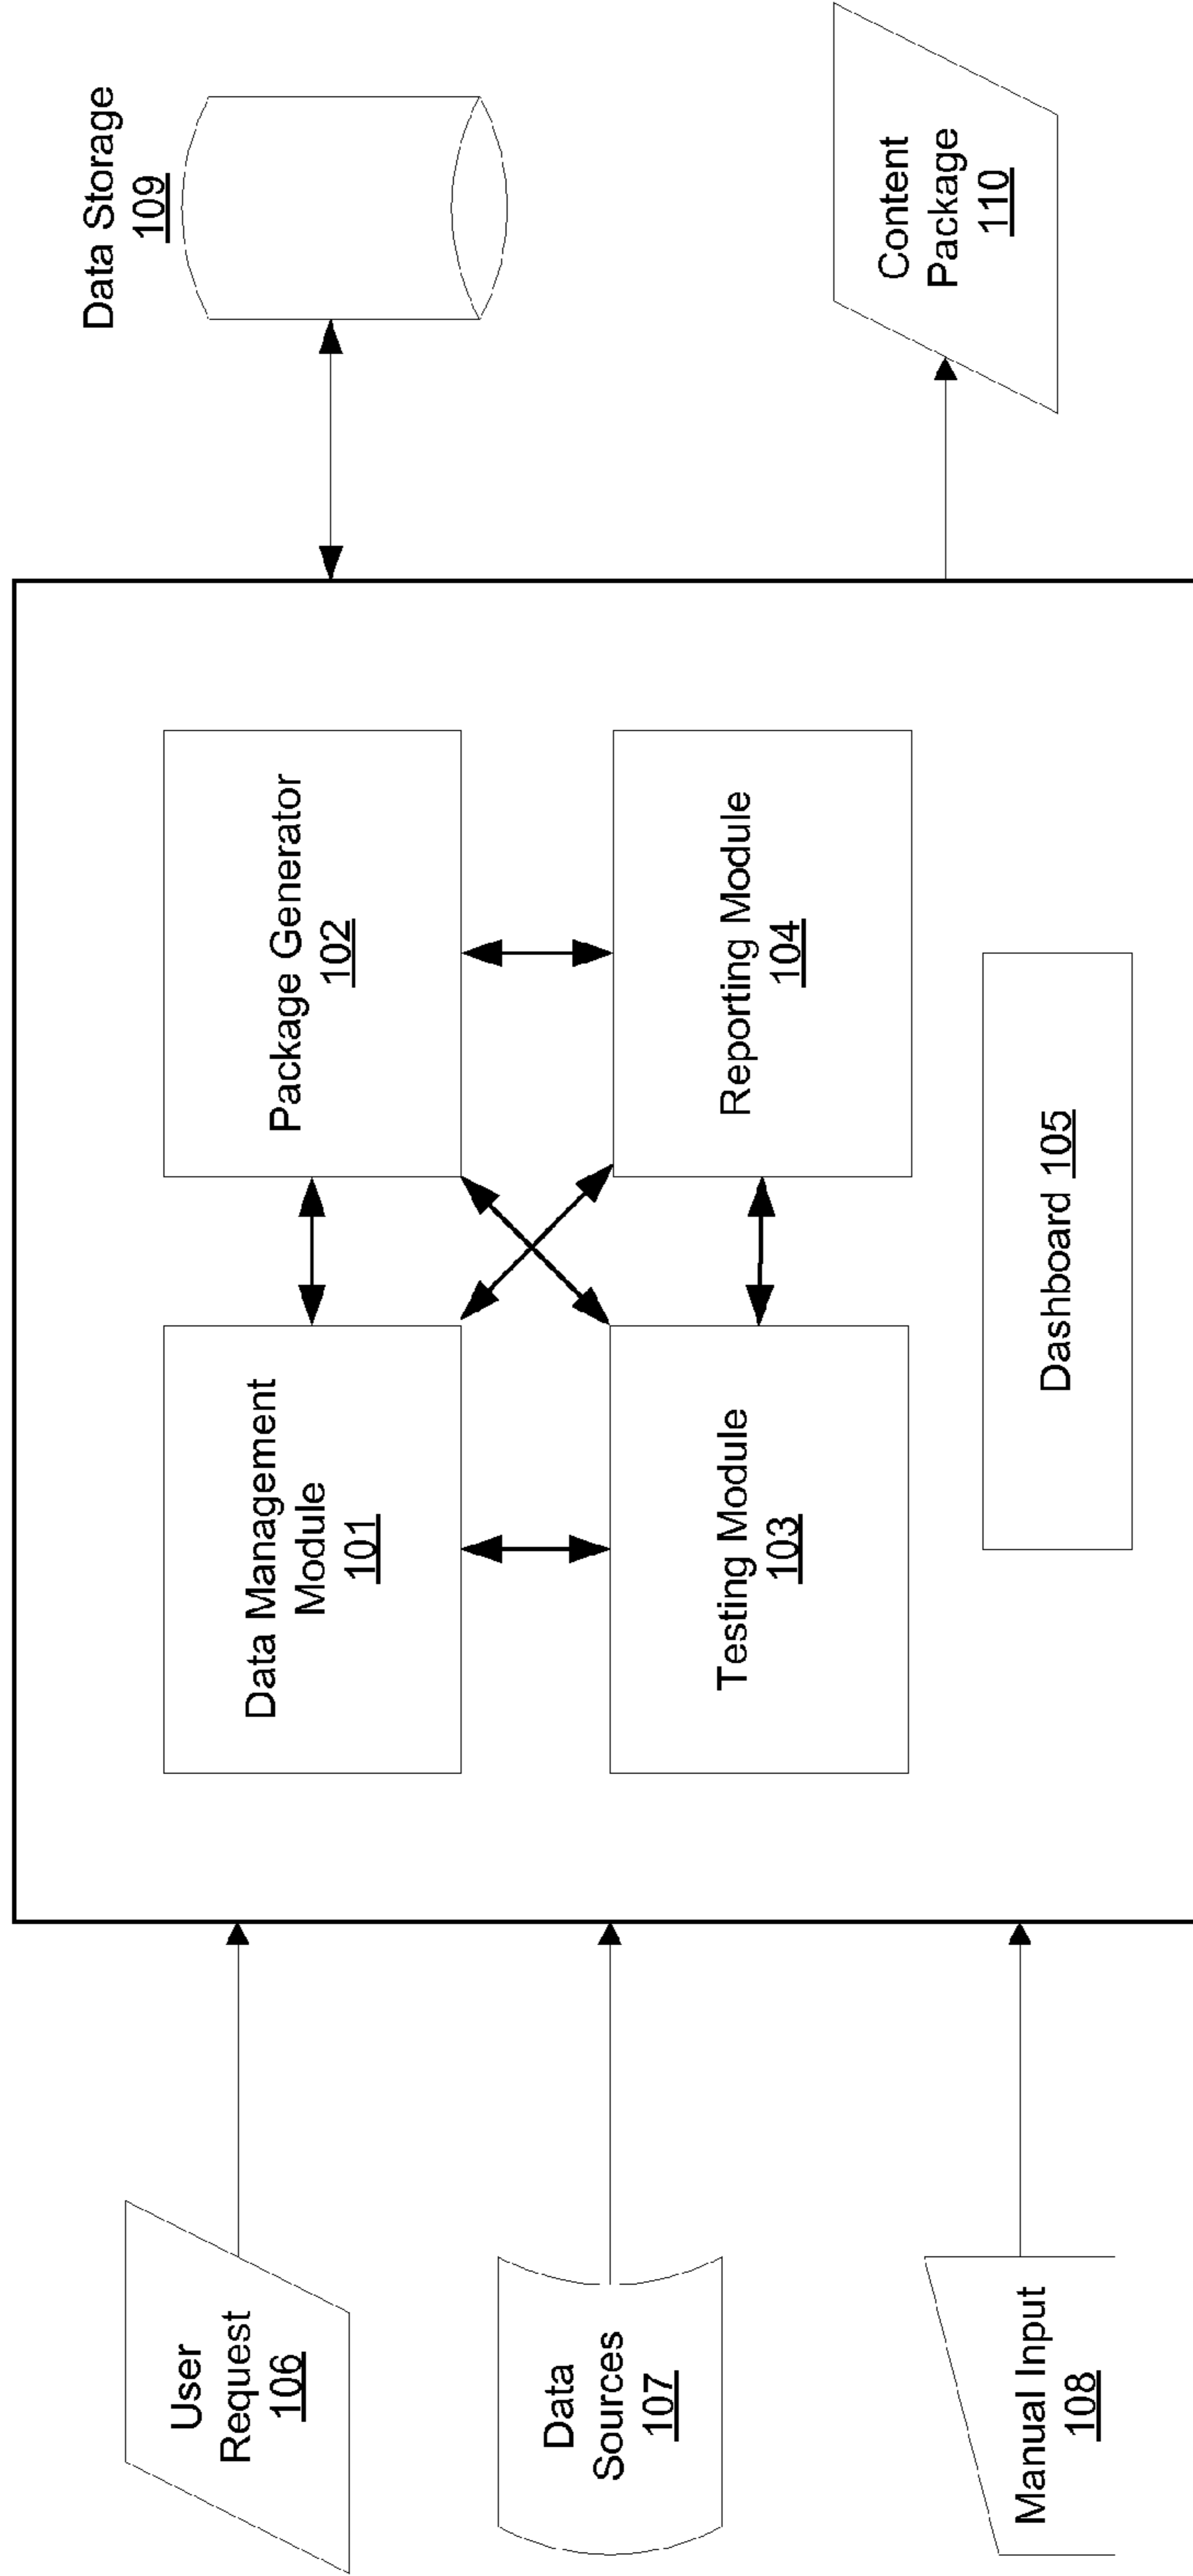 User
Request
106
Data
Sources
107
Manual Input
108
Data Management
Module
101
Package Generator
102
Testing Module
103
Reporting Module
104
Dashboard 105
Data Storage
109
Content
Package
110